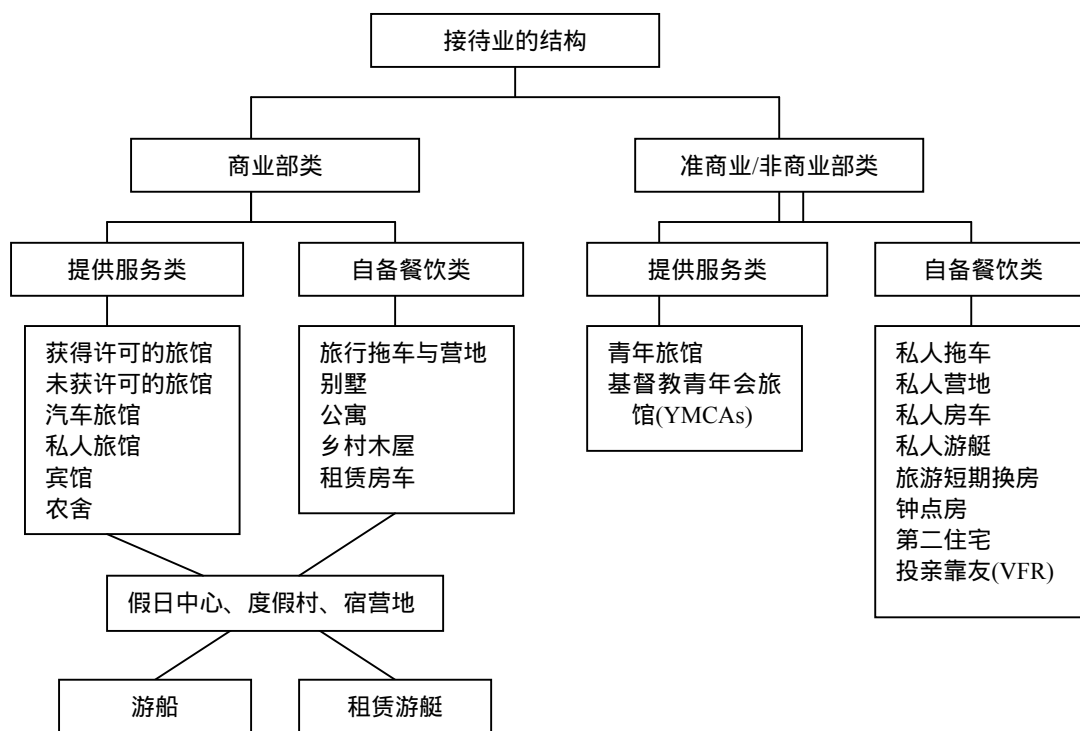 接待业的结构
商业部类
准商业/非商业部类
提供服务类
自备餐饮类
提供服务类
自备餐饮类
获得许可的旅馆
未获许可的旅馆
汽车旅馆
私人旅馆
宾馆
农舍
旅行拖车与营地
别墅
公寓
乡村木屋
租赁房车
青年旅馆
基督教青年会旅
馆(YMCAs)
私人拖车
私人营地
私人房车
私人游艇
旅游短期换房
钟点房
第二住宅
投亲靠友(VFR)
假日中心、度假村、宿营地
游船
租赁游艇